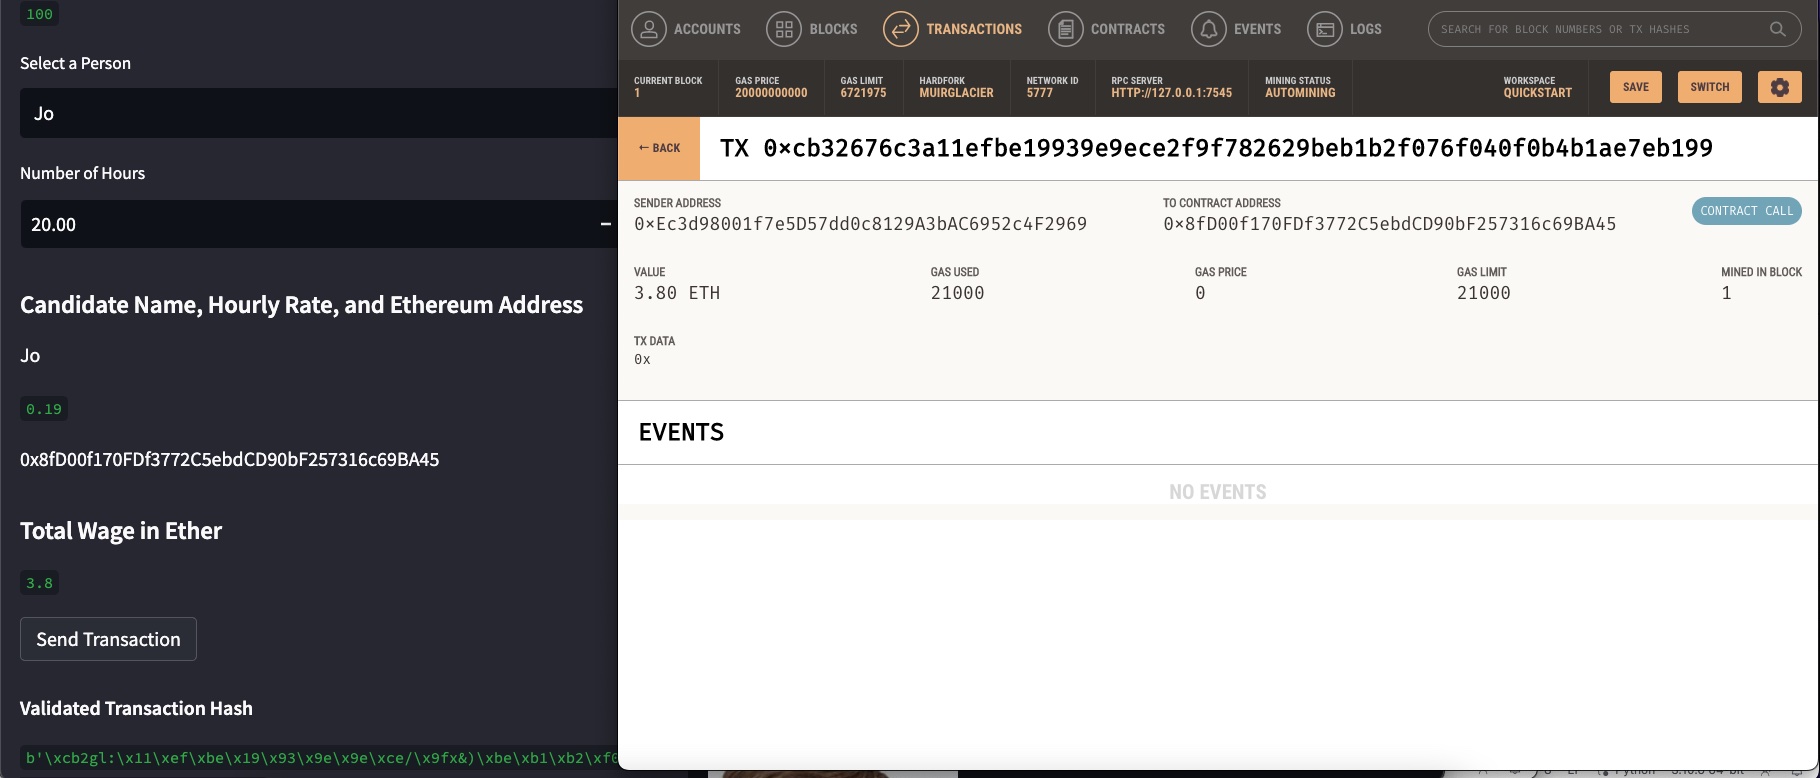 100
Select a Person
Jo
Number of Hours
20.00
Candidate Name, Hourly Rate, and Ethereum Address
Jo
0.19
0x8fD00f170FDf3772C5ebdCD90bF257316c69BA45
Total Wage in Ether
3.8
Send Transaction
Validated Transaction Hash
b'\xcb2gl:\x11\xef\xbe\x19\x93\x9e\x9e\xce/\x9fx&)\xbe\xb1\xb2\xf0
ACCOUNTS BLOCKS TRANSACTIONS CONTRACTS EVENTS LOGS SEARCH FOR BLOCK NUMBERS OR TX HASHES
CURRENT BLOCK GAS PRICE GAS LIMIT HARDFORK NETWORK ID RPC SERVER MINING STATUS WORKSPACE
1 20000000000 6721975 MUIRGLACIER 5777 HTTP://127.0.0.1:7545 AUTOMINING QUICKSTART SAVE SWITCH
← BACK TX 0×cb32676c3a11efbe19939e9ece2f9f782629beb1b2f076f040f0b4b1ae7eb199
SENDER ADDRESS TO CONTRACT ADDRESS
0×Ec3d98001f7e5D57dd0c8129A3bAC6952c4F2969 0×8fD00f170FDf3772C5ebdCD90bF257316c69BA45 CONTRACT CALL
VALUE GAS USED GAS PRICE GAS LIMIT MINED IN BLOCK
3.80 ETH 21000 0 21000 1
TX DATA
0x
EVENTS
NO EVENTS